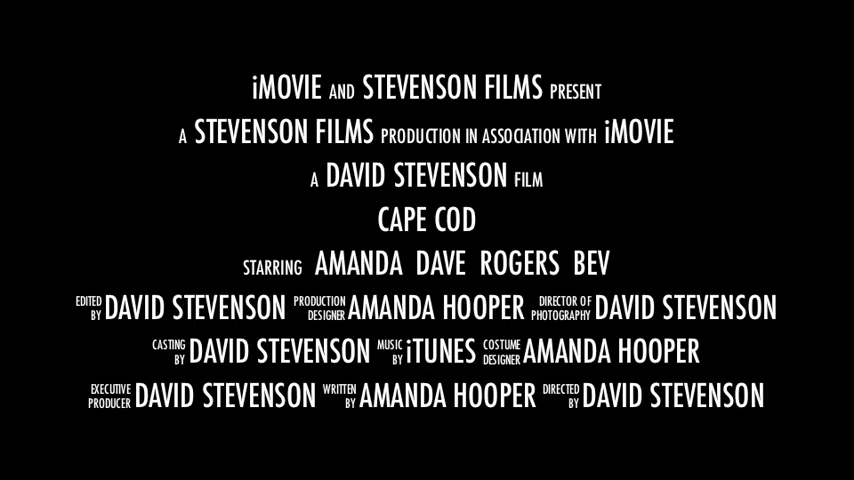 iMOVIE AND STEVENSON FILMS PRESENT
A STEVENSON FILMS PRODUCTION IN ASSOCIATION WITH iMOVIE
A DAVID STEVENSON FILM
CAPE COD
STARRING AMANDA DAVE ROGERS BEV
EDITED BY DAVID STEVENSON PRODUCTION DESIGNER AMANDA HOOPER DIRECTOR OF PHOTOGRAPHY DAVID STEVENSON
CASTING BY DAVID STEVENSON MUSIC BY iTUNES COSTUME DESIGNER AMANDA HOOPER
EXECUTIVE PRODUCER DAVID STEVENSON WRITTEN BY AMANDA HOOPER DIRECTED BY DAVID STEVENSON